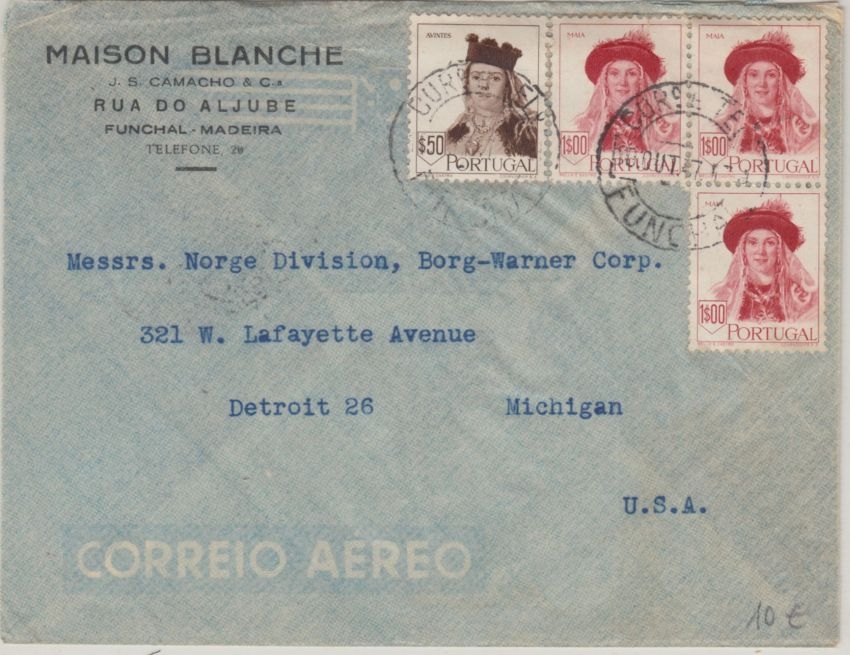 MAISON BLANCHE
J. S. CAMACHO & C.a
RUA DO ALJUBE
FUNCHAL - MADEIRA
TELEFONE, 20
AVINTES
$50
PORTUGAL
MAIA
1$00
PORTUGAL
MAIA
1$00
PORTUGAL
MAIA
1$00
PORTUGAL
FUNCHAL
Messrs. Norge Division, Borg-Warner Corp.
321 W. Lafayette Avenue
Detroit 26 Michigan
U.S.A.
CORREIO AÉREO
10 €